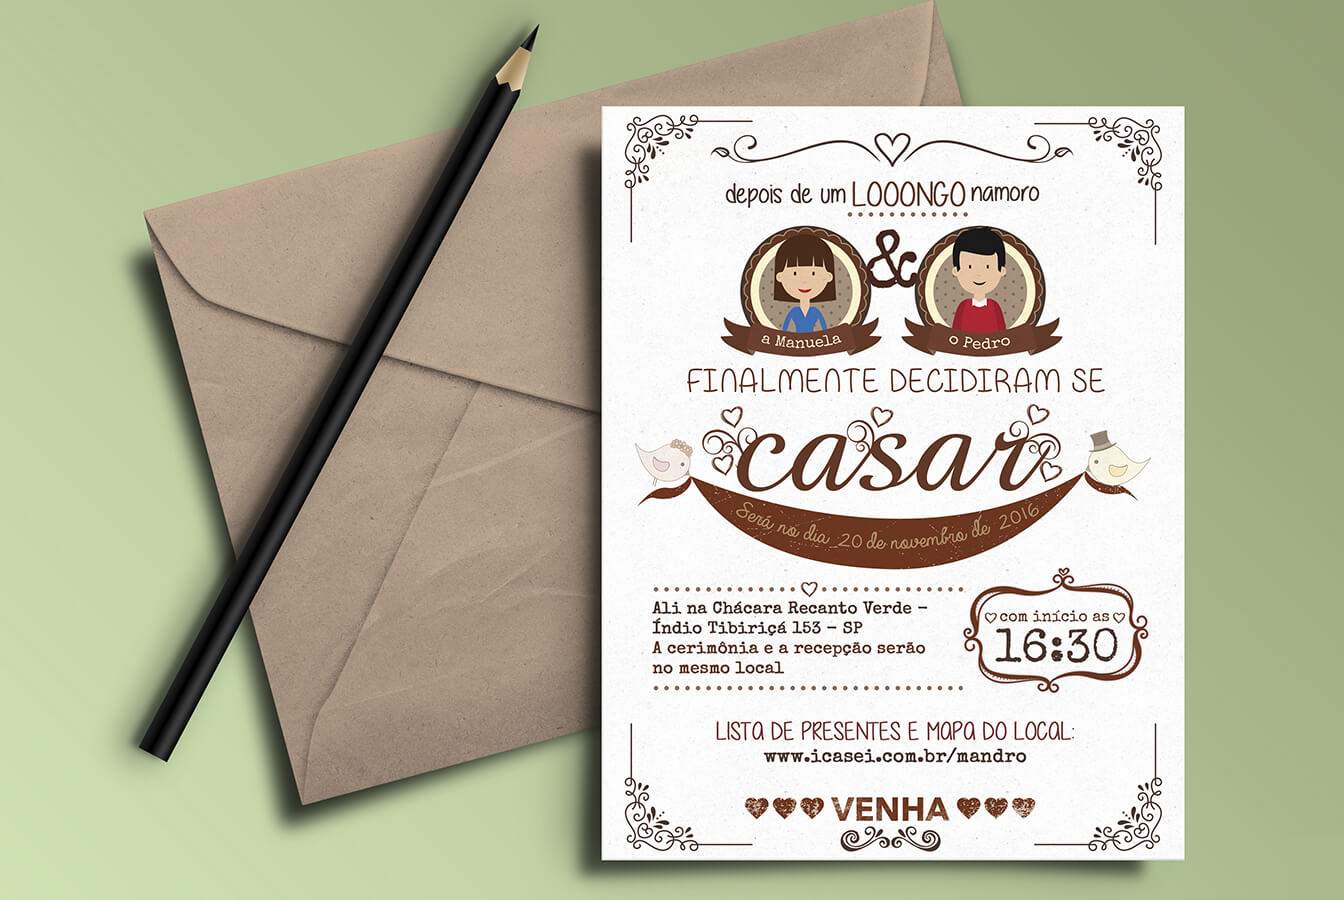 depois de um LOOONGO namoro
&
a Manuela
o Pedro
FINALMENTE DECIDIRAM SE
casar
Será no dia 20 de novembro de 2016
Ali na Chácara Recanto Verde -
Índio Tibiriçá 153 - SP
A cerimônia e a recepção serão
no mesmo local
com início as
16:30
LISTA DE PRESENTES E MAPA DO LOCAL:
www.icasei.com.br/mandro
VENHA